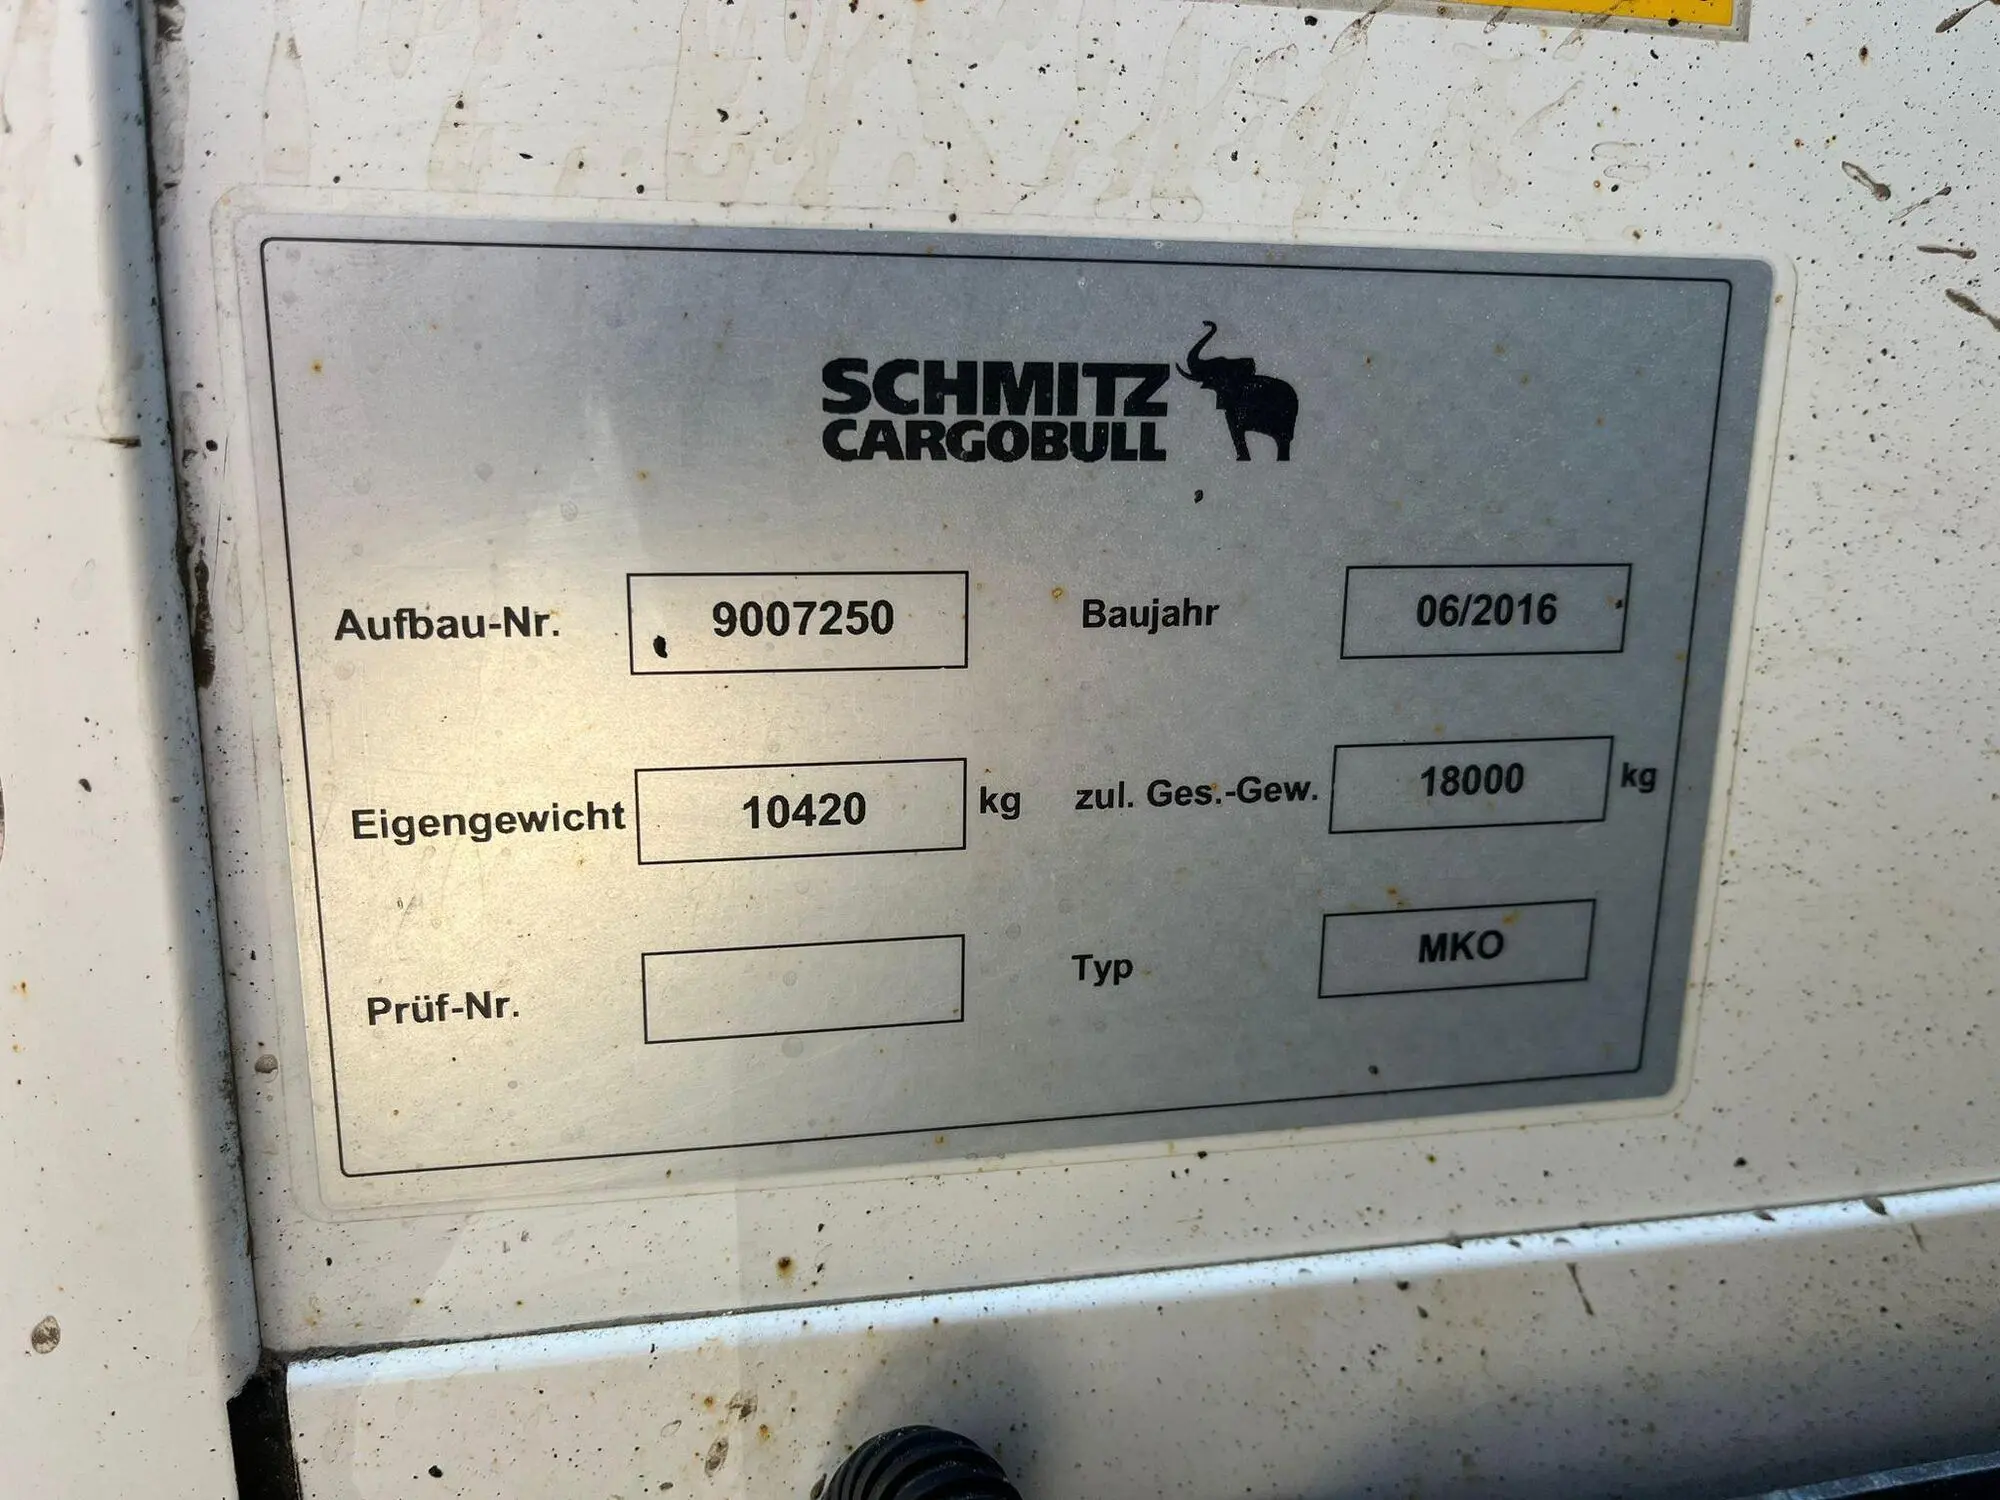 SCHMITZ
CARGOBULL
Aufbau-Nr. 9007250 Baujahr 06/2016
Eigengewicht 10420 kg zul. Ges.-Gew. 18000 kg
Prüf-Nr. Typ MKO